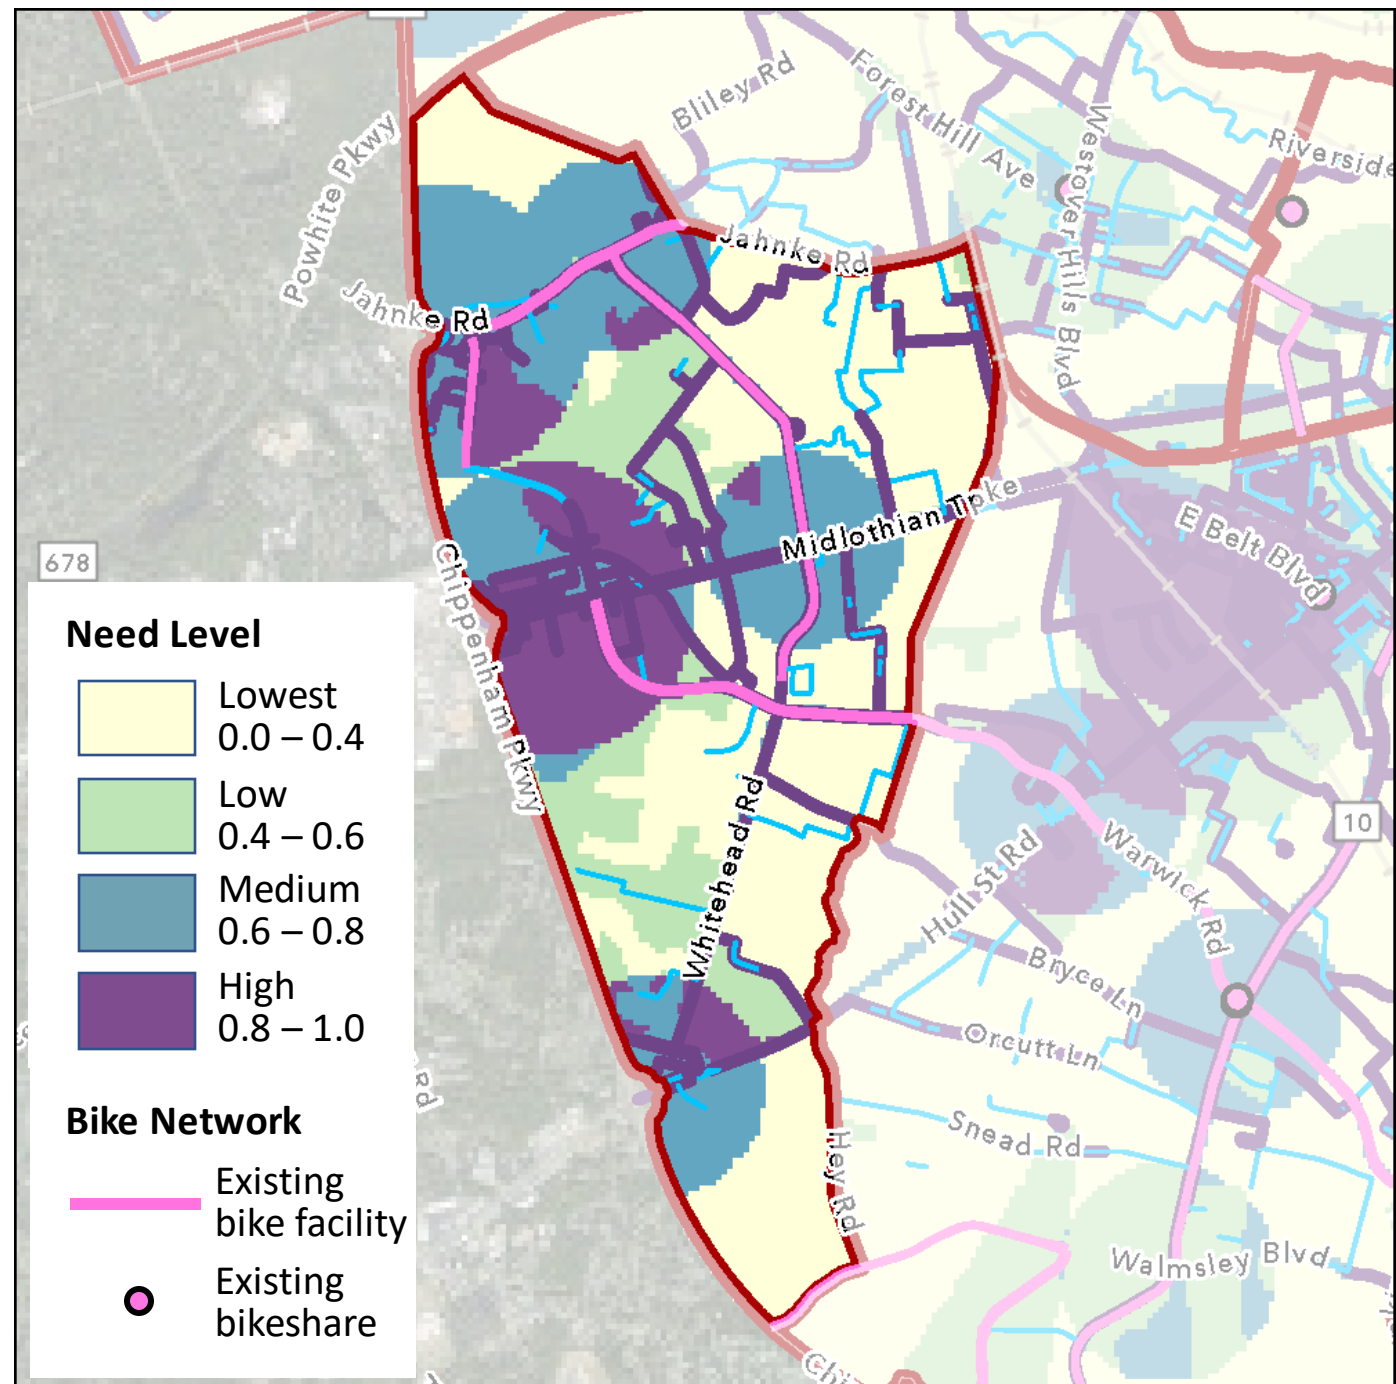 Bliley Rd
Forest Hill Ave
Westover Hills Blvd
Riverside
Powhite Pkwy
Jahnke Rd
Jahnke Rd
Midlothian Tpke
E Belt Blvd
678
Chippenham Pkwy
10
Whitehead Rd
Hull St Rd
Warwick Rd
Bryce Ln
Orcutt Ln
Snead Rd
Hey Rd
Walmsley Blvd
Rd
Chi
Need Level
Lowest
0.0 – 0.4
Low
0.4 – 0.6
Medium
0.6 – 0.8
High
0.8 – 1.0
Bike Network
Existing
bike facility
Existing
bikeshare